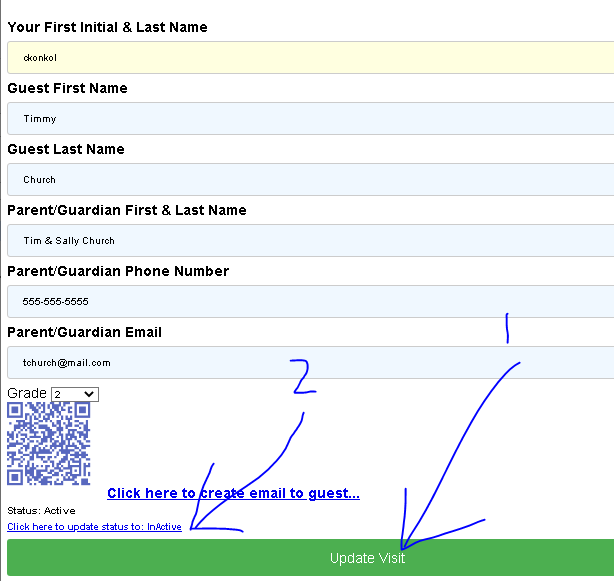 Your First Initial & Last Name
ckonkol
Guest First Name
Timmy
Guest Last Name
Church
Parent/Guardian First & Last Name
Tim & Sally Church
Parent/Guardian Phone Number
555-555-5555
1
Parent/Guardian Email
tchurch@mail.com
2
Grade 2
Click here to create email to guest...
Status: Active
Click here to update status to: InActive
Update Visit